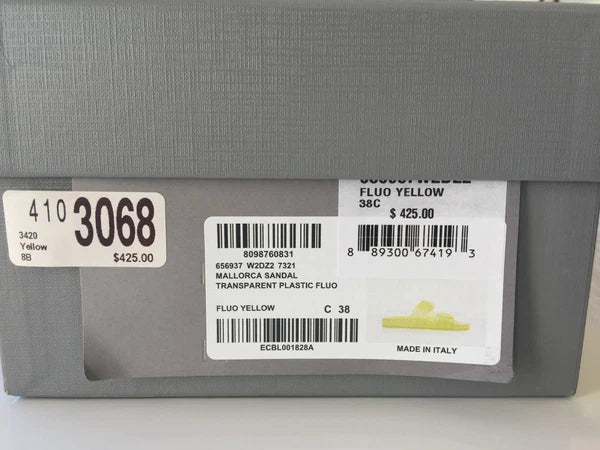 410 3068
3420
Yellow
8B
$425.00
FLUO YELLOW
38C
$ 425.00
8 89300 67419 3
8098760831
656937 W2DZ2 7321
MALLORCA SANDAL
TRANSPARENT PLASTIC FLUO
FLUO YELLOW C 38
ECBL001828A
MADE IN ITALY